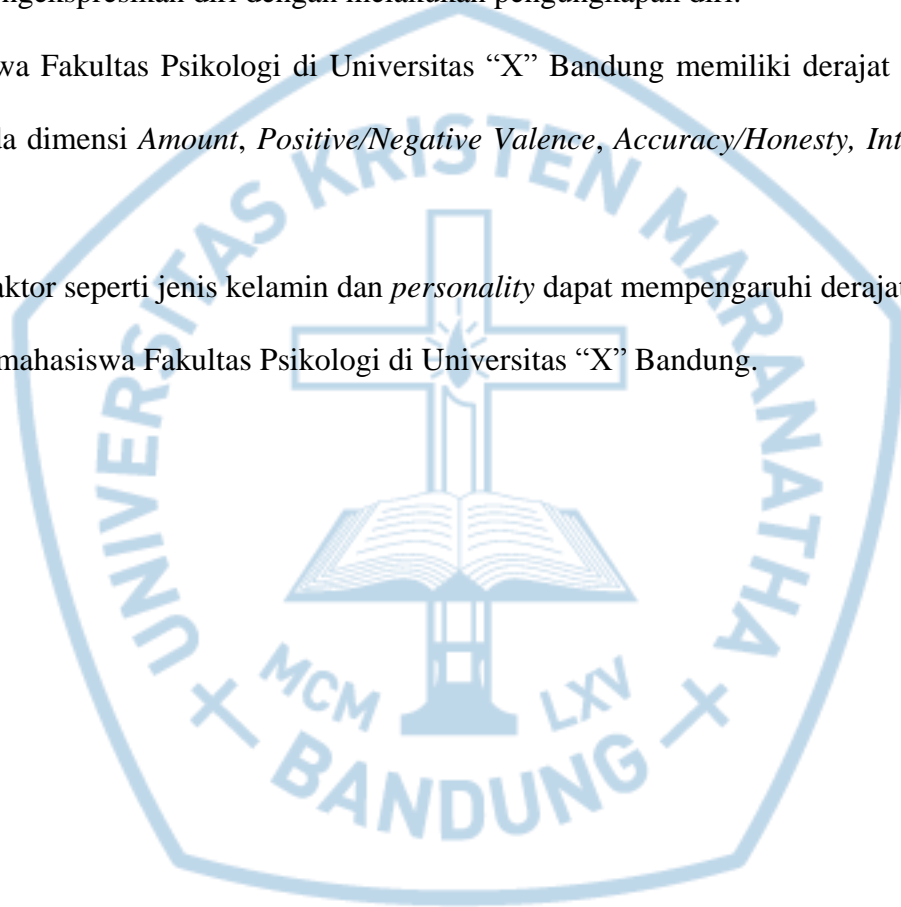 ngekspresikan diri dengan melakukan pengungkapan diri.
wa Fakultas Psikologi di Universitas “X” Bandung memiliki derajat
da dimensi Amount, Positive/Negative Valence, Accuracy/Honesty, Int
aktor seperti jenis kelamin dan personality dapat mempengaruhi derajat
mahasiswa Fakultas Psikologi di Universitas “X” Bandung.
UNIVERSITAS KRISTEN MARANATHA
MCM LXV
BANDUNG